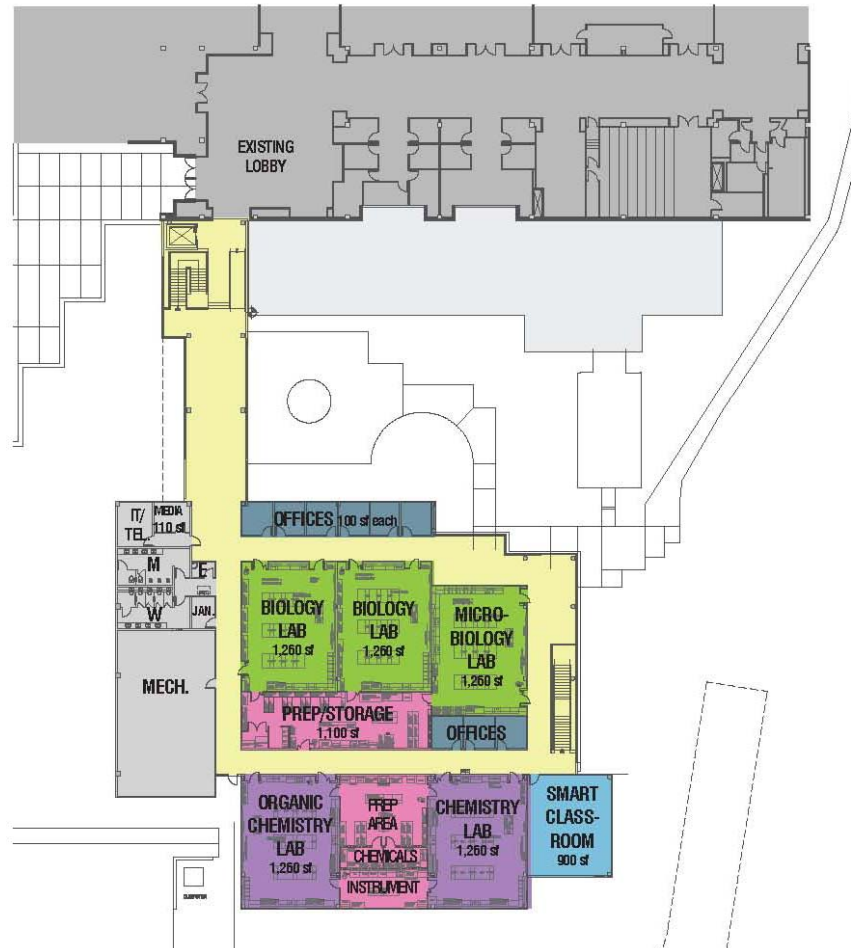 EXISTING
LOBBY
IT/
TEL.
MEDIA
110 sf
OFFICES 100 sf each
M
E
W
JAN.
BIOLOGY
LAB
1,260 sf
BIOLOGY
LAB
1,260 sf
MICRO-
BIOLOGY
LAB
1,260 sf
MECH.
PREP/STORAGE
1,100 sf
OFFICES
ORGANIC
CHEMISTRY
LAB
1,260 sf
PREP
AREA
CHEMICALS
INSTRUMENT
CHEMISTRY
LAB
1,260 sf
SMART
CLASS-
ROOM
900 sf